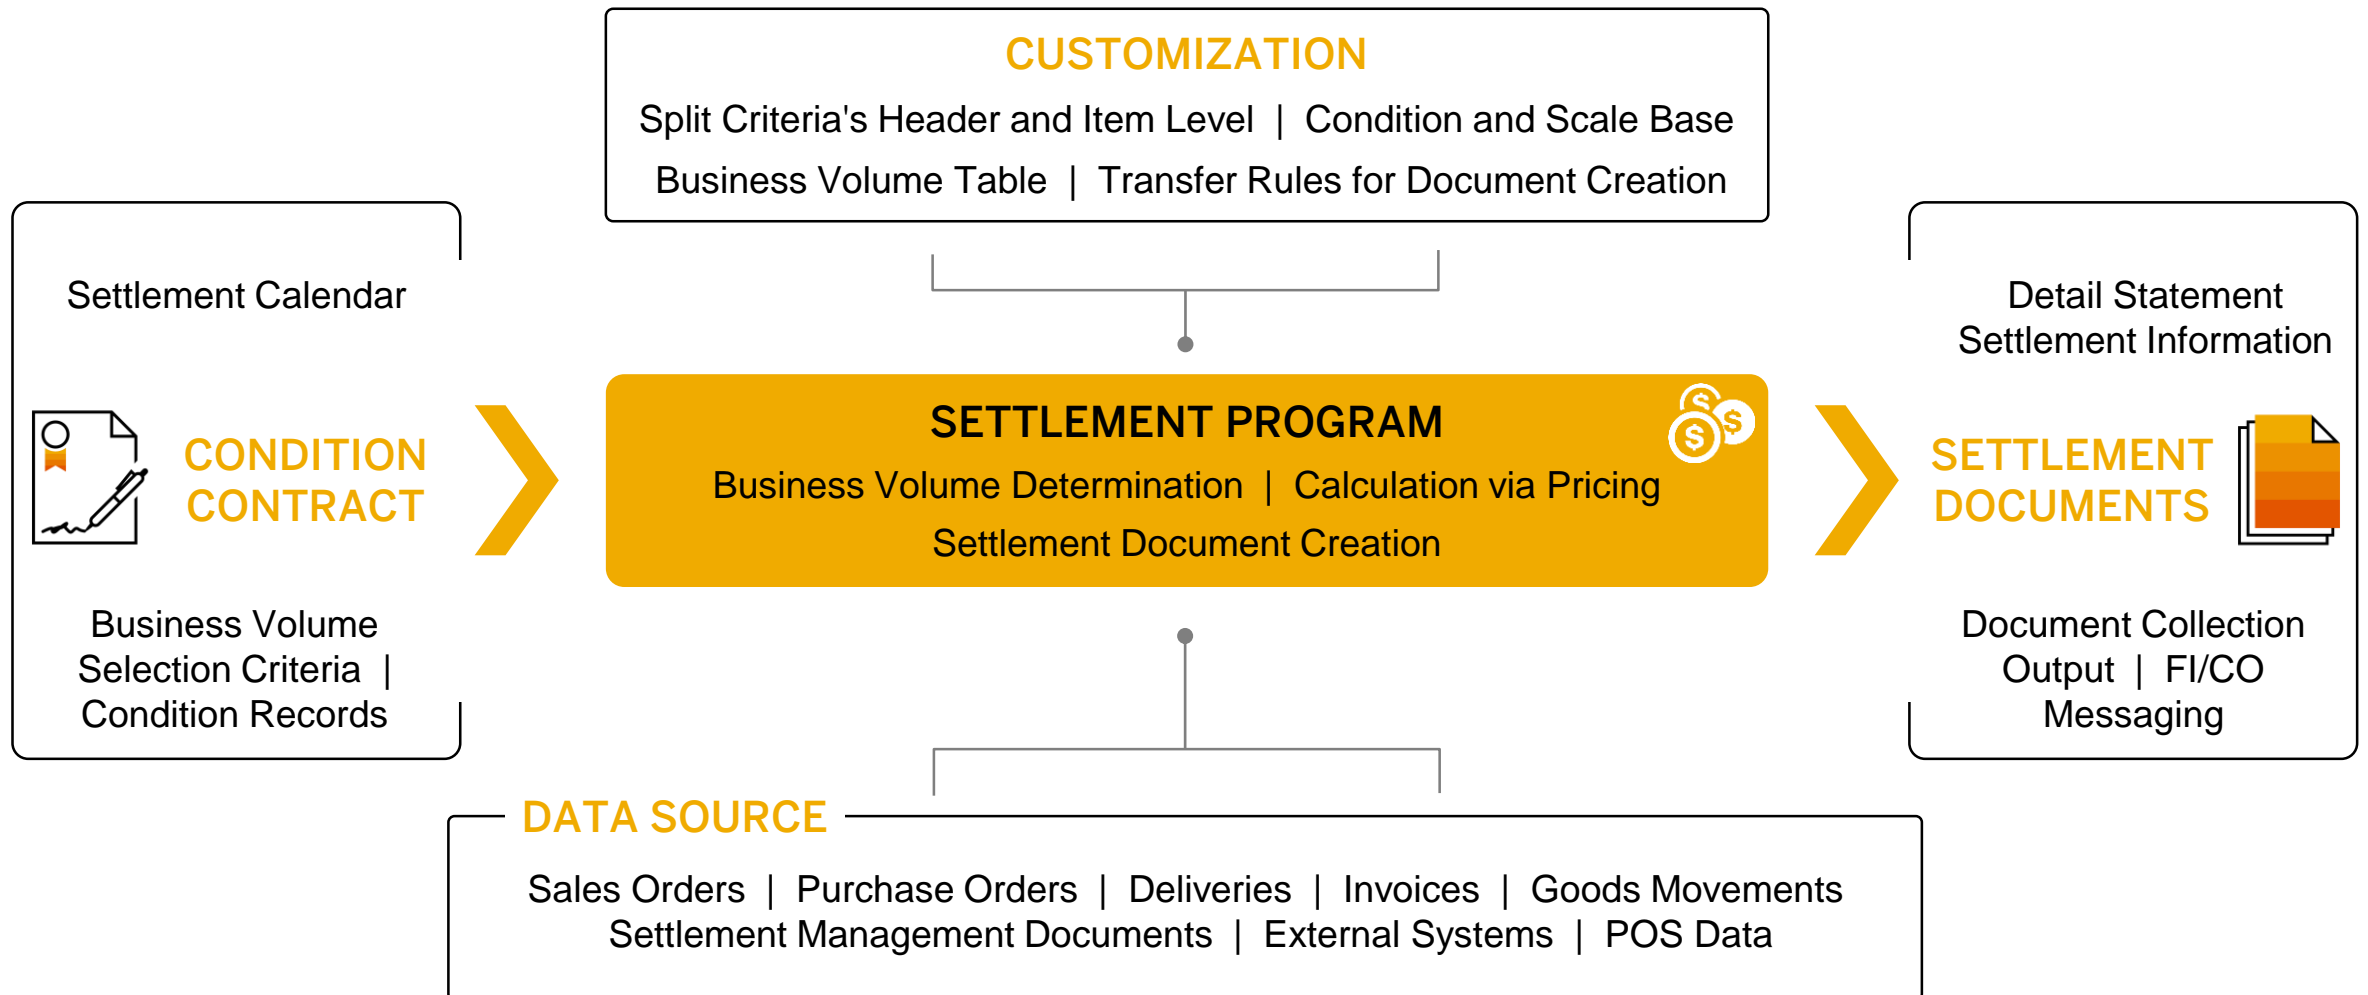 CUSTOMIZATION
Split Criteria's Header and Item Level | Condition and Scale Base
Business Volume Table | Transfer Rules for Document Creation
Settlement Calendar
CONDITION
CONTRACT
Business Volume
Selection Criteria |
Condition Records
SETTLEMENT PROGRAM
$ $ $
Business Volume Determination | Calculation via Pricing
Settlement Document Creation
Detail Statement
Settlement Information
SETTLEMENT
DOCUMENTS
Document Collection
Output | FI/CO
Messaging
DATA SOURCE
Sales Orders | Purchase Orders | Deliveries | Invoices | Goods Movements
Settlement Management Documents | External Systems | POS Data